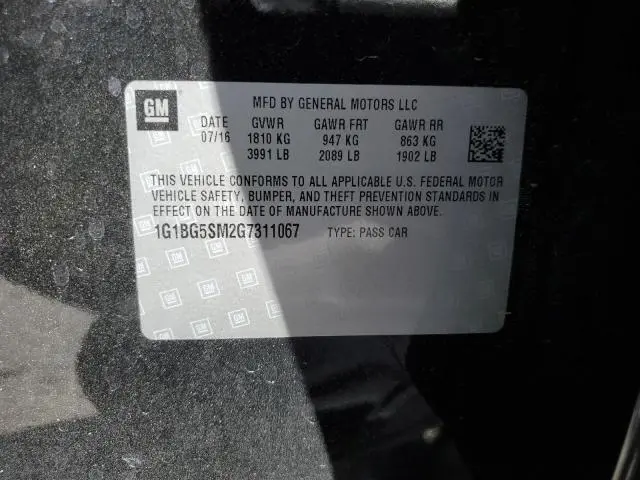 GM MFD BY GENERAL MOTORS LLC
DATE GVWR GAWR FRT GAWR RR
07/16 1810 KG 947 KG 863 KG
3991 LB 2089 LB 1902 LB
THIS VEHICLE CONFORMS TO ALL APPLICABLE U.S. FEDERAL MOTOR
VEHICLE SAFETY, BUMPER, AND THEFT PREVENTION STANDARDS IN
EFFECT ON THE DATE OF MANUFACTURE SHOWN ABOVE.
1G1BG5SM2G7311067 TYPE: PASS CAR